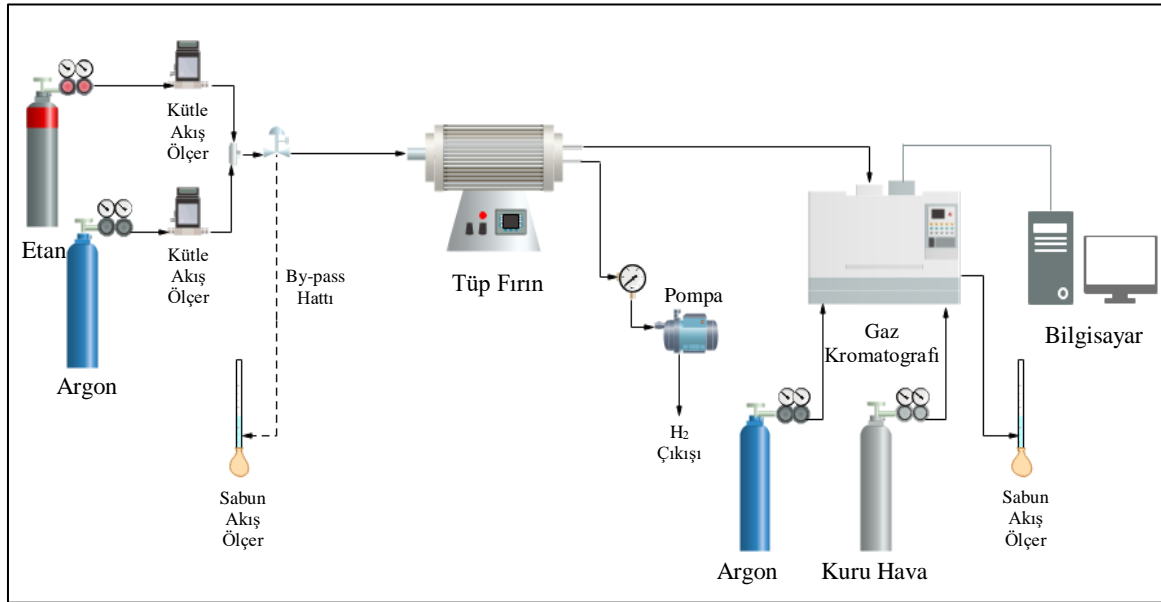 Etan
Kütle
Akış
Ölçer
Argon
Kütle
Akış
Ölçer
By-pass
Hattı
Sabun
Akış
Ölçer
Tüp Fırın
Pompa
H2
Çıkışı
Gaz
Kromatografi
Bilgisayar
Argon
Kuru Hava
Sabun
Akış
Ölçer